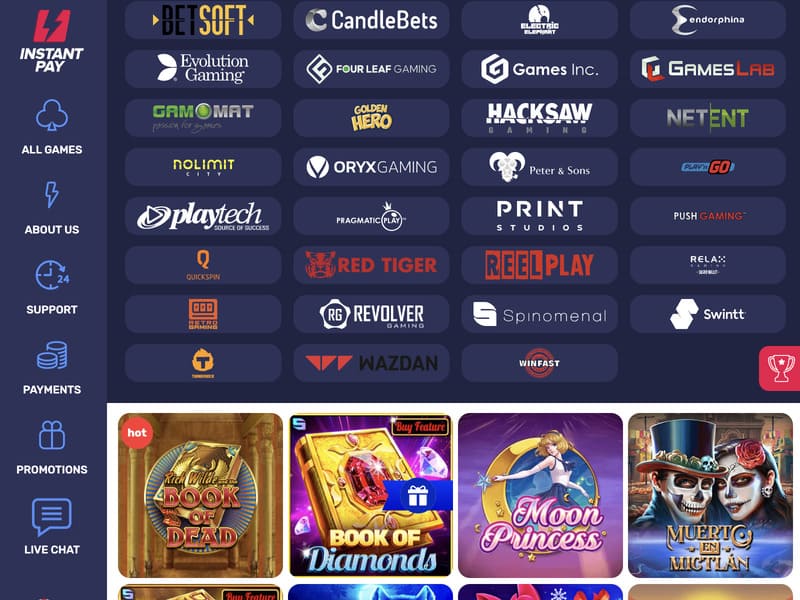 INSTANT
PAY
ALL GAMES
ABOUT US
24
SUPPORT
PAYMENTS
PROMOTIONS
LIVE CHAT
BETSOFT
CandleBets
ELECTRIC
ELEPHANT
endorphina
Evolution
Gaming
FOUR LEAF GAMING
Games Inc.
GAMESLAB
GAMOMAT
passion for games
GOLDEN
HERO
HACKSAW
GAMING
NETENT
NOLIMIT
CITY
ORYXGAMING
Peter & Sons
PLAY'N GO
playtech
SOURCE OF SUCCESS
PRAGMATIC PLAY
PRINT
STUDIOS
PUSH GAMING
Q
QUICKSPIN
RED TIGER
REELPLAY
RELAX
GAMING
RETRO
GAMING
RG REVOLVER
GAMING
Spinomenal
Swintt
THUNDERKICK
WAZDAN
WINFAST
hot
Rich Wilde and the
BOOK
OF
DEAD
Buy Feature
BOOK OF
Diamonds
Moon
Princess
MUERTO
EN
MICTLÁN
Buy Feature